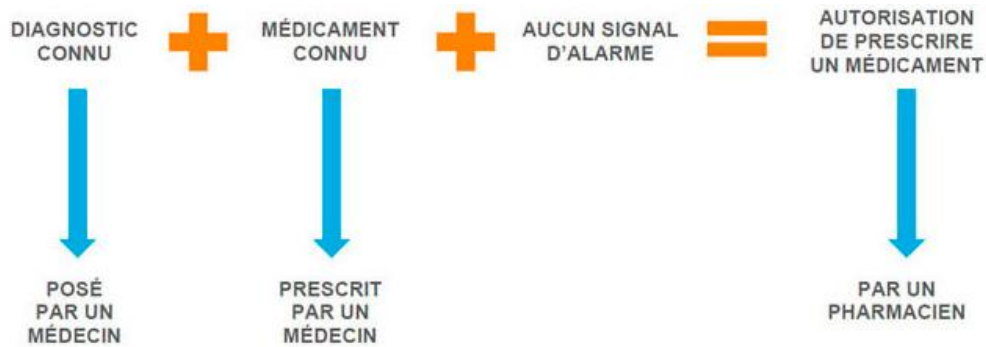 DIAGNOSTIC
CONNU
MÉDICAMENT
CONNU
AUCUN SIGNAL
D'ALARME
AUTORISATION
DE PRESCRIRE
UN MÉDICAMENT
POSÉ
PAR UN
MÉDECIN
PRESCRIT
PAR UN
MÉDECIN
PAR UN
PHARMACIEN